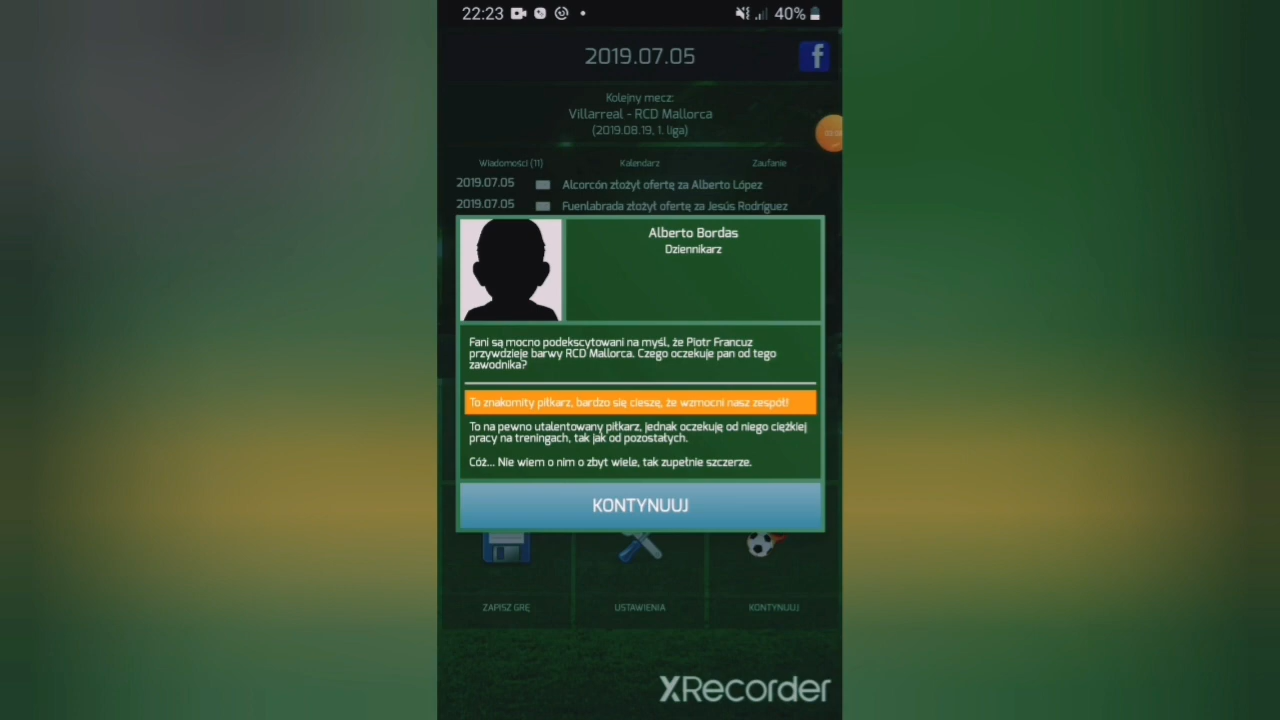 22:23
40%
2019.07.05
f
Kolejny mecz:
Villarreal - RCD Mallorca
(2019.08.19, 1. liga)
Wiadomości (11) Kalendarz Zaufanie
2019.07.05 Alcorcón złożył ofertę za Alberto López
2019.07.05 Fuenlabrada złożył ofertę za Jesús Rodríguez
Alberto Bordas
Dziennikarz
Fani są mocno podekscytowani na myśl, że Piotr Francuz
przywdzieje barwy RCD Mallorca. Czego oczekuje pan od tego
zawodnika?
To znakomity piłkarz, bardzo się cieszę, że wzmocni nasz zespół!
To na pewno utalentowany piłkarz, jednak oczekuję od niego ciężkiej
pracy na treningach, tak jak od pozostałych.
Cóż... Nie wiem o nim o zbyt wiele, tak zupełnie szczerze.
KONTYNUUJ
ZAPISZ GRĘ USTAWIENIA KONTYNUUJ
XRecorder